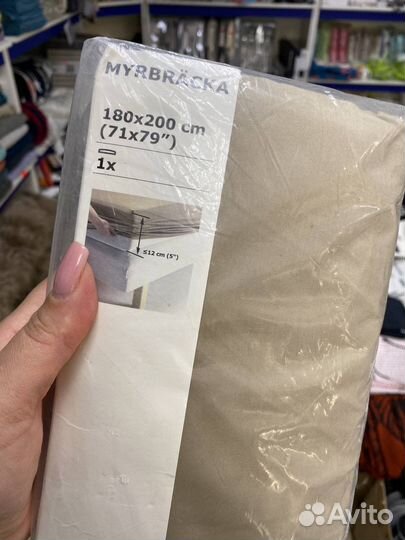 MYRBRÄCKA
180x200 cm
(71x79")
1x
≤12 cm (5")
Avito